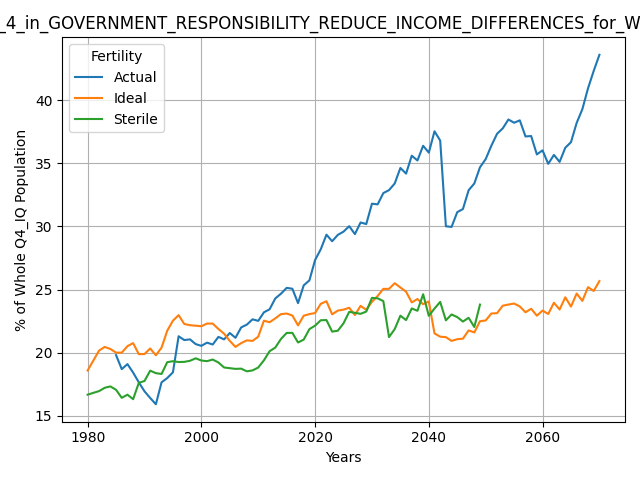 _4_in_GOVERNMENT_RESPONSIBILITY_REDUCE_INCOME_DIFFERENCES_for_W
Fertility
Actual
Ideal
Sterile
% of Whole Q4_IQ Population
40
35
30
25
20
15
1980
2000
2020
2040
2060
Years